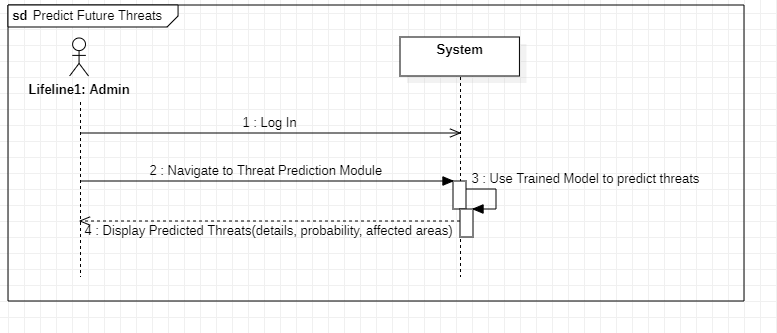 sd Predict Future Threats
System
Lifeline1: Admin
1 : Log In
2 : Navigate to Threat Prediction Module
3 : Use Trained Model to predict threats
4 : Display Predicted Threats(details, probability, affected areas)